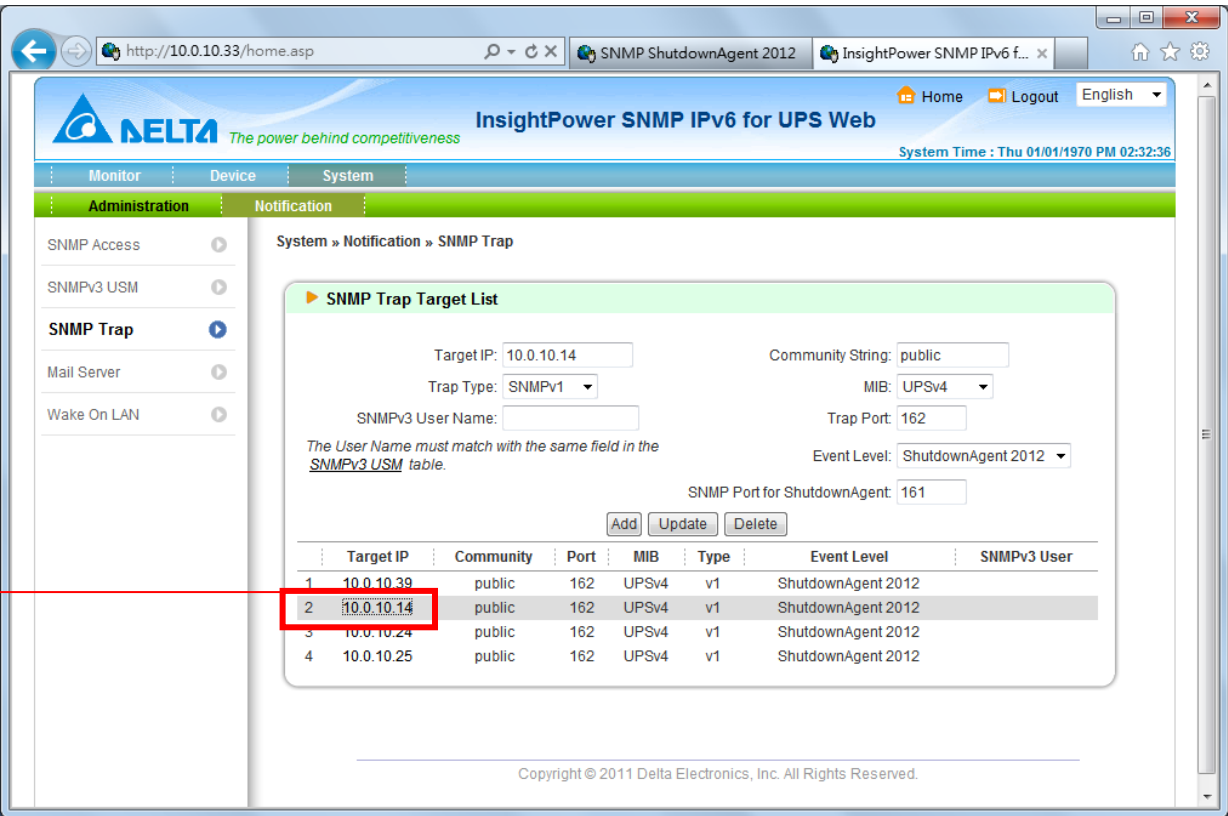 http://10.0.10.33/home.asp
SNMP ShutdownAgent 2012
InsightPower SNMP IPv6 f...
Home
Logout
English
DELTA
The power behind competitiveness
InsightPower SNMP IPv6 for UPS Web
System Time : Thu 01/01/1970 PM 02:32:36
Monitor Device System
Administration Notification
SNMP Access
SNMPv3 USM
SNMP Trap
Mail Server
Wake On LAN
System » Notification » SNMP Trap
SNMP Trap Target List
Target IP: 10.0.10.14 Community String: public
Trap Type: SNMPv1 MIB: UPSv4
SNMPv3 User Name: Trap Port: 162
The User Name must match with the same field in the
SNMPv3 USM table.
Event Level: ShutdownAgent 2012
SNMP Port for ShutdownAgent: 161
Add Update Delete
Target IP Community Port MIB Type Event Level SNMPv3 User
1 10.0.10.39 public 162 UPSv4 v1 ShutdownAgent 2012
2 10.0.10.14 public 162 UPSv4 v1 ShutdownAgent 2012
3 10.0.10.24 public 162 UPSv4 v1 ShutdownAgent 2012
4 10.0.10.25 public 162 UPSv4 v1 ShutdownAgent 2012
Copyright © 2011 Delta Electronics, Inc. All Rights Reserved.